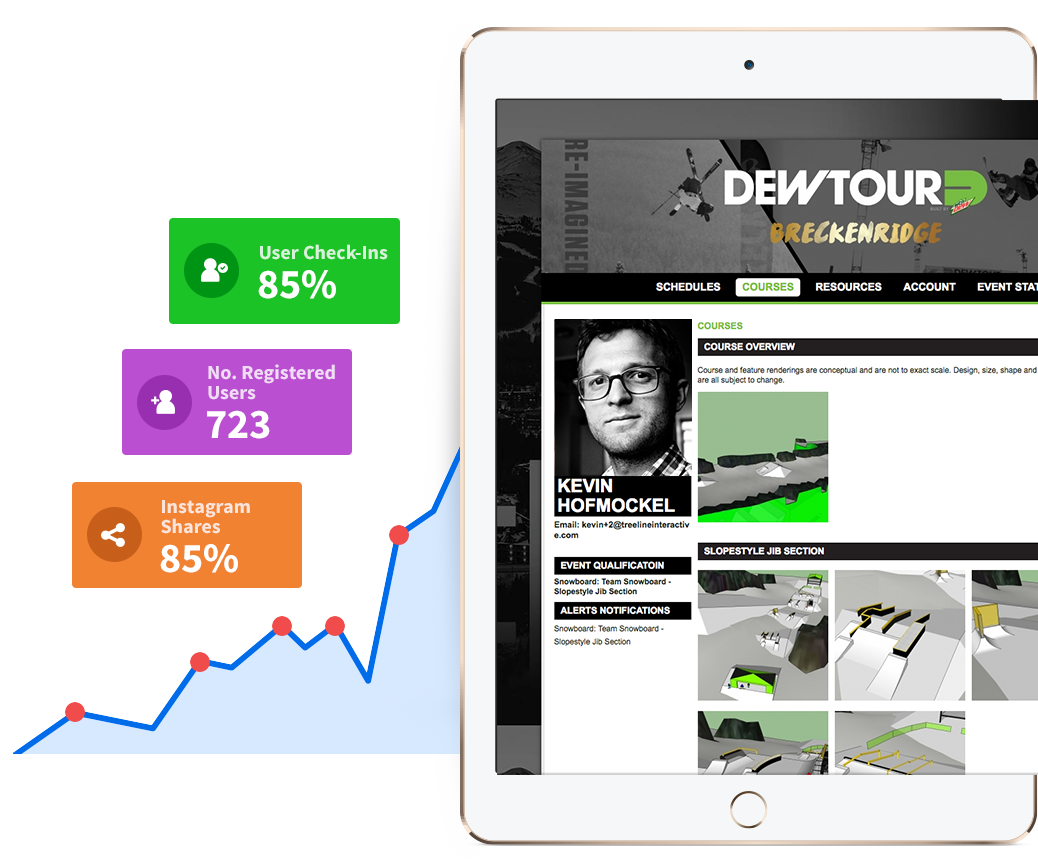 User Check-Ins
85%
No. Registered
Users
723
Instagram
Shares
85%
RE-IMAGINED
DEWTOUR
BRECKENRIDGE
SCHEDULES COURSES RESOURCES ACCOUNT EVENT STAT
COURSES
COURSE OVERVIEW
Course and feature renderings are conceptual and are not to exact scale. Design, size, shape and
are all subject to change.
KEVIN
HOFMOCKEL
Email: kevin+2@treelineinteractiv
e.com
EVENT QUALIFICATOIN
Snowboard: Team Snowboard -
Slopestyle Jib Section
ALERTS NOTIFICATIONS
Snowboard: Team Snowboard -
Slopestyle Jib Section
SLOPESTYLE JIB SECTION